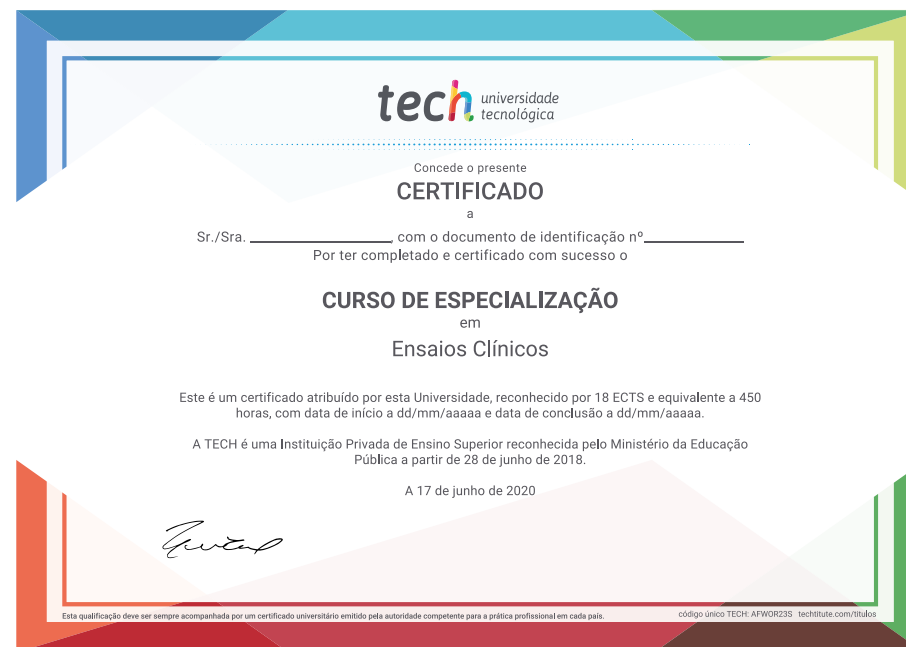 tech universidade
tecnológica
Concede o presente
CERTIFICADO
a
Sr./Sra. ____________________, com o documento de identificação nº______________
Por ter completado e certificado com sucesso o
CURSO DE ESPECIALIZAÇÃO
em
Ensaios Clínicos
Este é um certificado atribuído por esta Universidade, reconhecido por 18 ECTS e equivalente a 450
horas, com data de início a dd/mm/aaaaa e data de conclusão a dd/mm/aaaaa.
A TECH é uma Instituição Privada de Ensino Superior reconhecida pelo Ministério da Educação
Pública a partir de 28 de junho de 2018.
A 17 de junho de 2020
Esta qualificação deve ser sempre acompanhada por um certificado universitário emitido pela autoridade competente para a prática profissional em cada país.
código único TECH: AFWOR23S techtitute.com/titulos